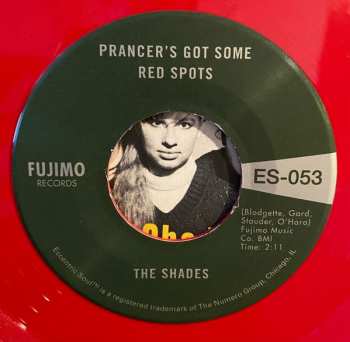 PRANCER'S GOT SOME
RED SPOTS
FUJIMO
RECORDS
ES-053
(Blodgette, Gard,
Stauder, O'Hara)
Fujimo Music
Co. BMI
Time: 2:11
THE SHADES
Eccentric Soul™ is a registered trademark of The Numero Group, Chicago, IL